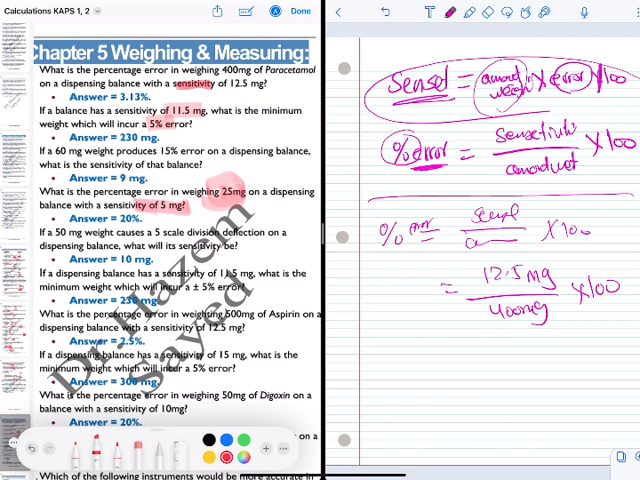 Calculations KAPS 1, 2
Done
Chapter 5 Weighing & Measuring:
What is the percentage error in weighing 400mg of Paracetamol
on a dispensing balance with a sensitivity of 12.5 mg?
• Answer = 3.13%.
If a balance has a sensitivity of 11.5 mg, what is the minimum
weight which will incur a 5% error?
• Answer = 230 mg.
If a 60 mg weight produces 15% error on a dispensing balance,
what is the sensitivity of that balance?
• Answer = 9 mg.
What is the percentage error in weighing 25mg on a dispensing
balance with a sensitivity of 5 mg?
• Answer = 20%.
If a 50 mg weight causes a 5 scale division deflection on a
dispensing balance, what will its sensitivity be?
• Answer = 10 mg.
If a dispensing balance has a sensitivity of 11.5 mg, what is the
minimum weight which will incur a ± 5% error?
• Answer = 230 mg.
What is the percentage error in weighing 500mg of Aspirin on a
dispensing balance with a sensitivity of 12.5 mg?
• Answer = 2.5%.
If a dispensing balance has a sensitivity of 15 mg, what is the
minimum weight which will incur a 5% error?
• Answer = 300 mg.
What is the percentage error in weighing 50mg of Digoxin on a
balance with a sensitivity of 10mg?
• Answer = 20%.
on a
Which of the following instruments would be more accurate in
Dr. Hazem
Sayed
× error × 100
% error = × 100
% error = × 100
= 12.5 mg / 400mg × 100